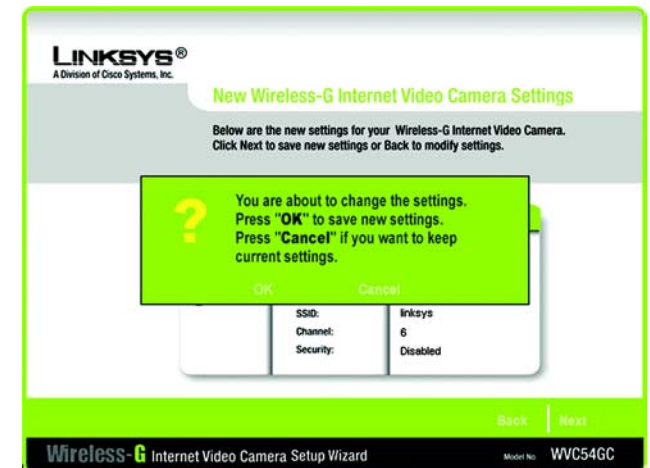 LINKSYS®
A Division of Cisco Systems, Inc.
New Wireless-G Internet Video Camera Settings
Below are the new settings for your Wireless-G Internet Video Camera.
Click Next to save new settings or Back to modify settings.
?
You are about to change the settings.
Press "OK" to save new settings.
Press "Cancel" if you want to keep
current settings.
OK Cancel
SSID: linksys
Channel: 6
Security: Disabled
Back Next
Wireless-G Internet Video Camera Setup Wizard Model No. WVC54GC